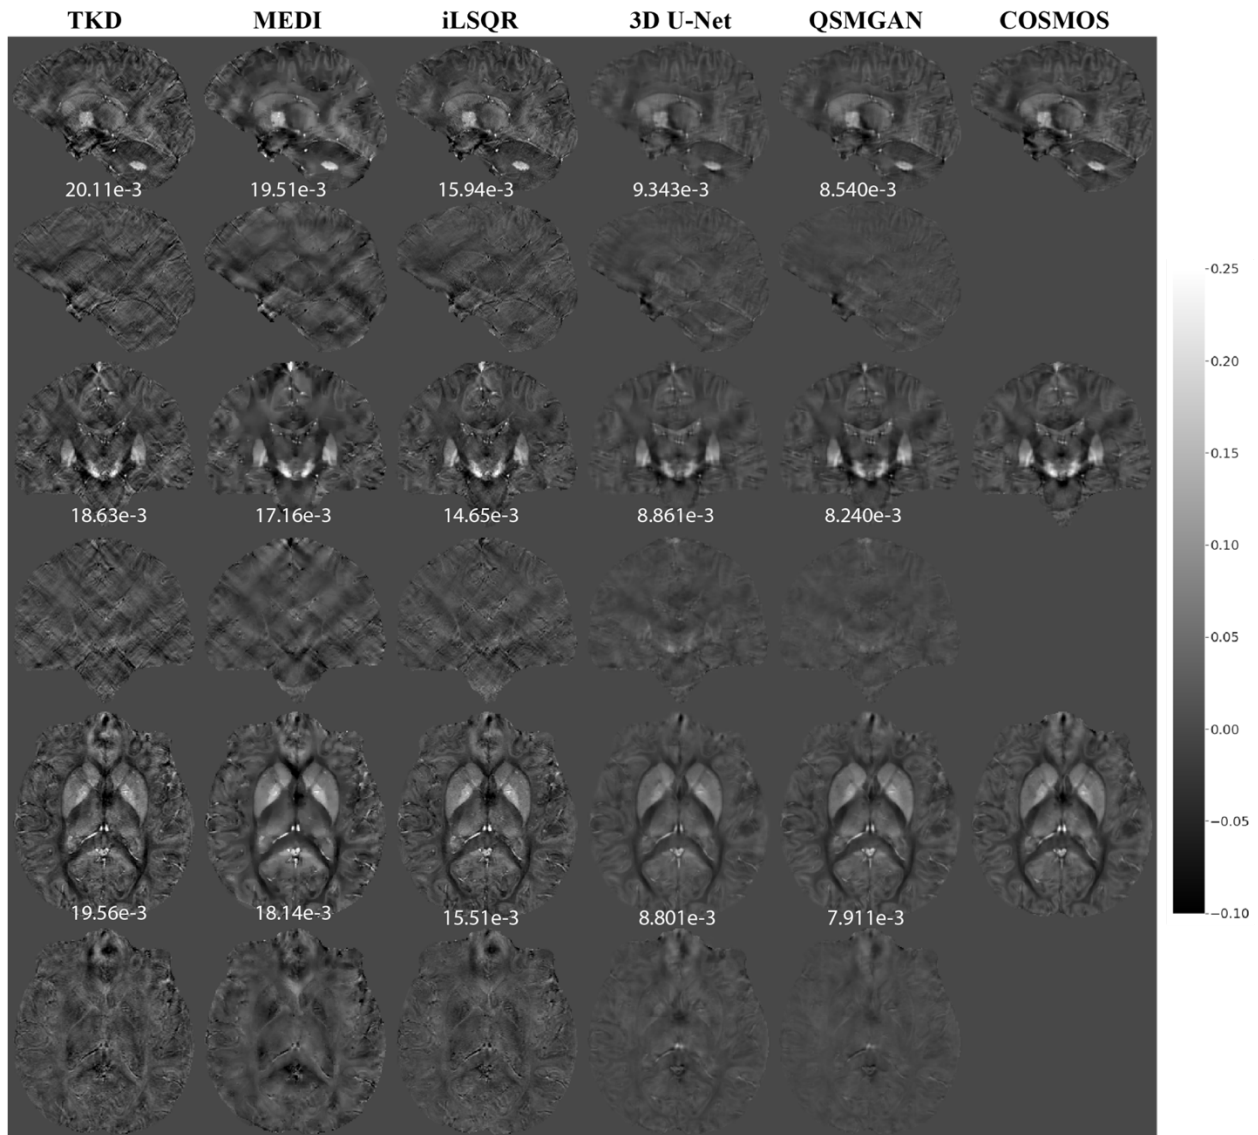 TKD MEDI iLSQR 3D U-Net QSMGAN COSMOS
20.11e-3 19.51e-3 15.94e-3 9.343e-3 8.540e-3
0.25
0.20
18.63e-3 17.16e-3 14.65e-3 8.861e-3 8.240e-3
0.15
0.10
0.05
0.00
−0.05
19.56e-3 18.14e-3 15.51e-3 8.801e-3 7.911e-3
−0.10